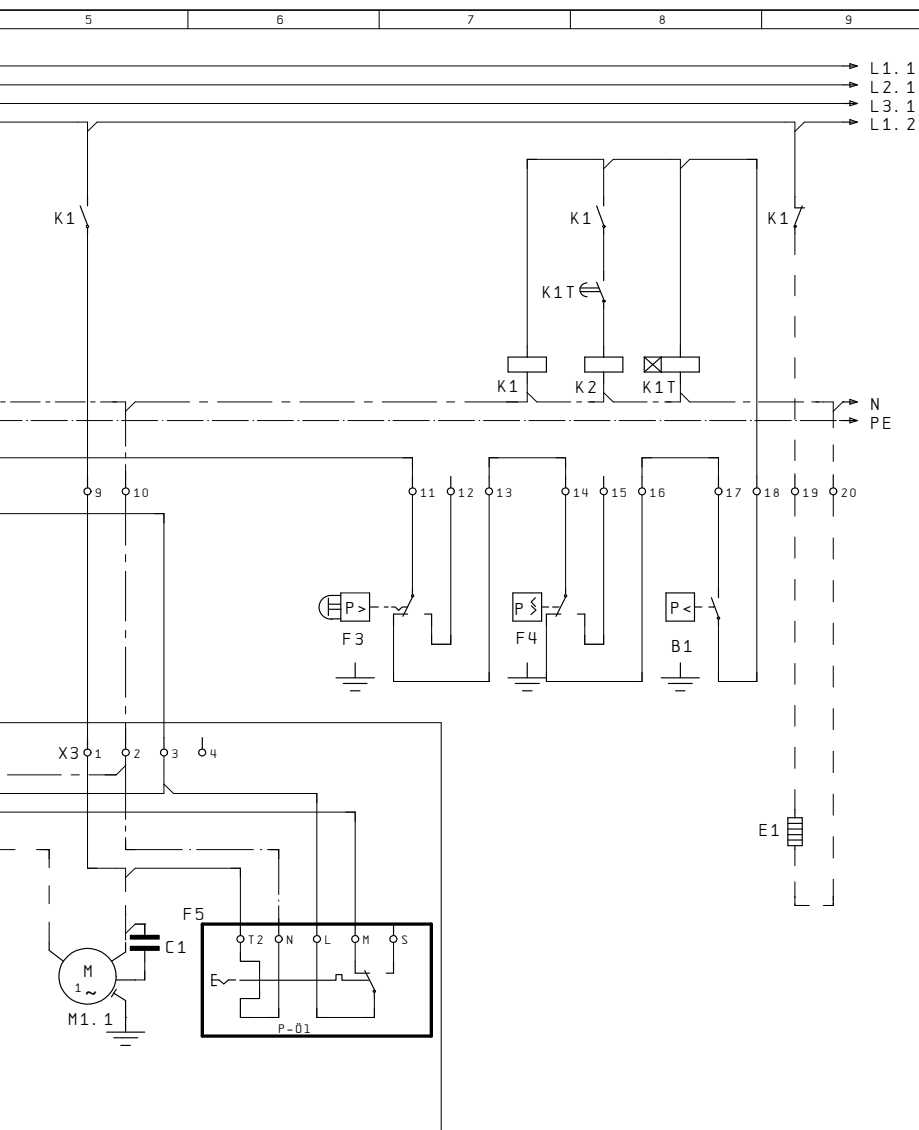 5 6 7 8 9
L1.1
L2.1
L3.1
L1.2
K1 K1 K1
K1T
K1 K2 K1T
N
PE
9 10 11 12 13 14 15 16 17 18 19 20
P> P P<
F3 F4 B1
X3 1 2 3 4
E1
F5
T2 N L M S
C1
M
1~
M1.1
P-Öl